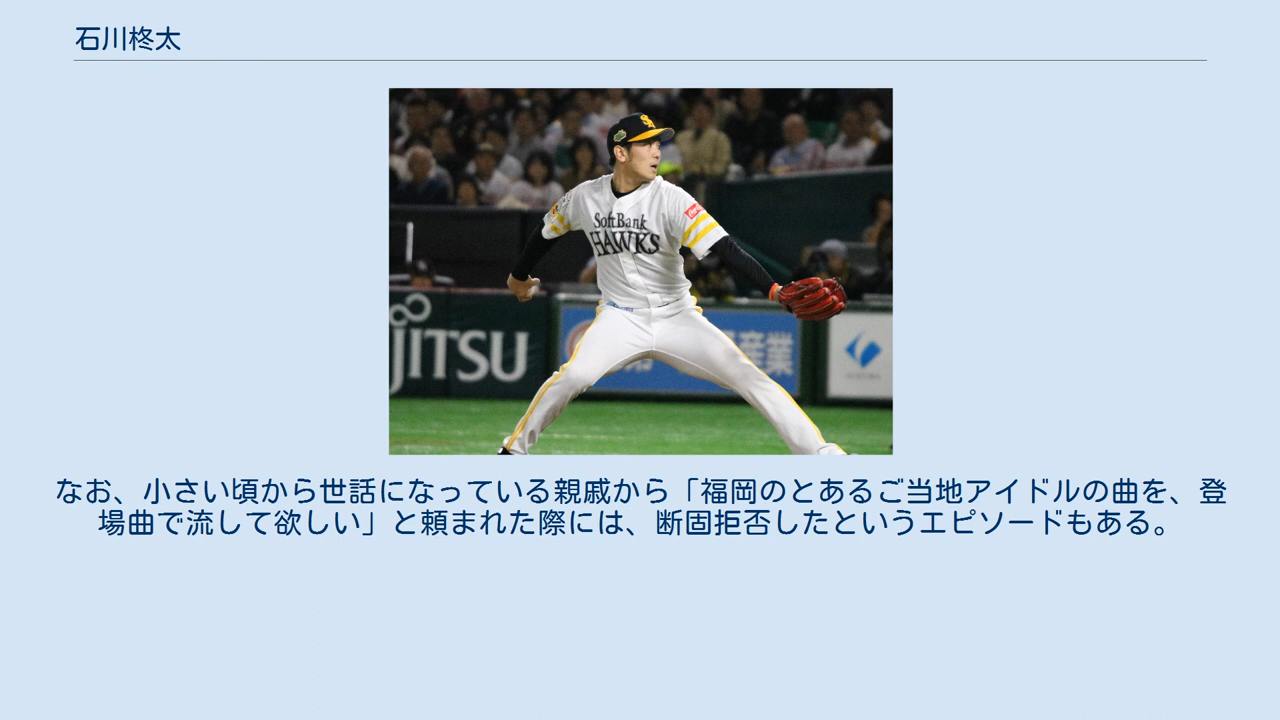 石川柊太
SoftBank
HAWKS
JITSU
産業
なお、小さい頃から世話になっている親戚から「福岡のとあるご当地アイドルの曲を、登
場曲で流して欲しい」と頼まれた際には、断固拒否したというエピソードもある。